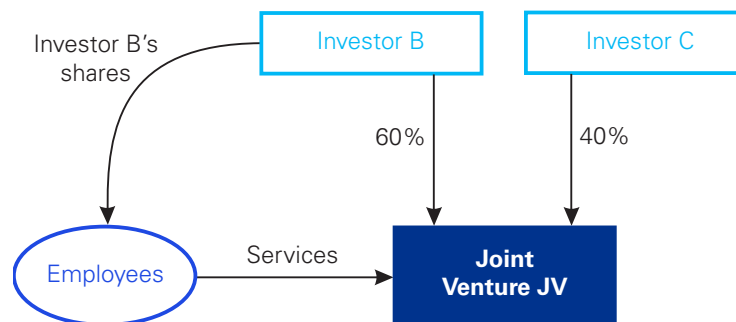 Investor B's
shares
Investor B
Investor C
60%
40%
Employees
Services
Joint
Venture JV